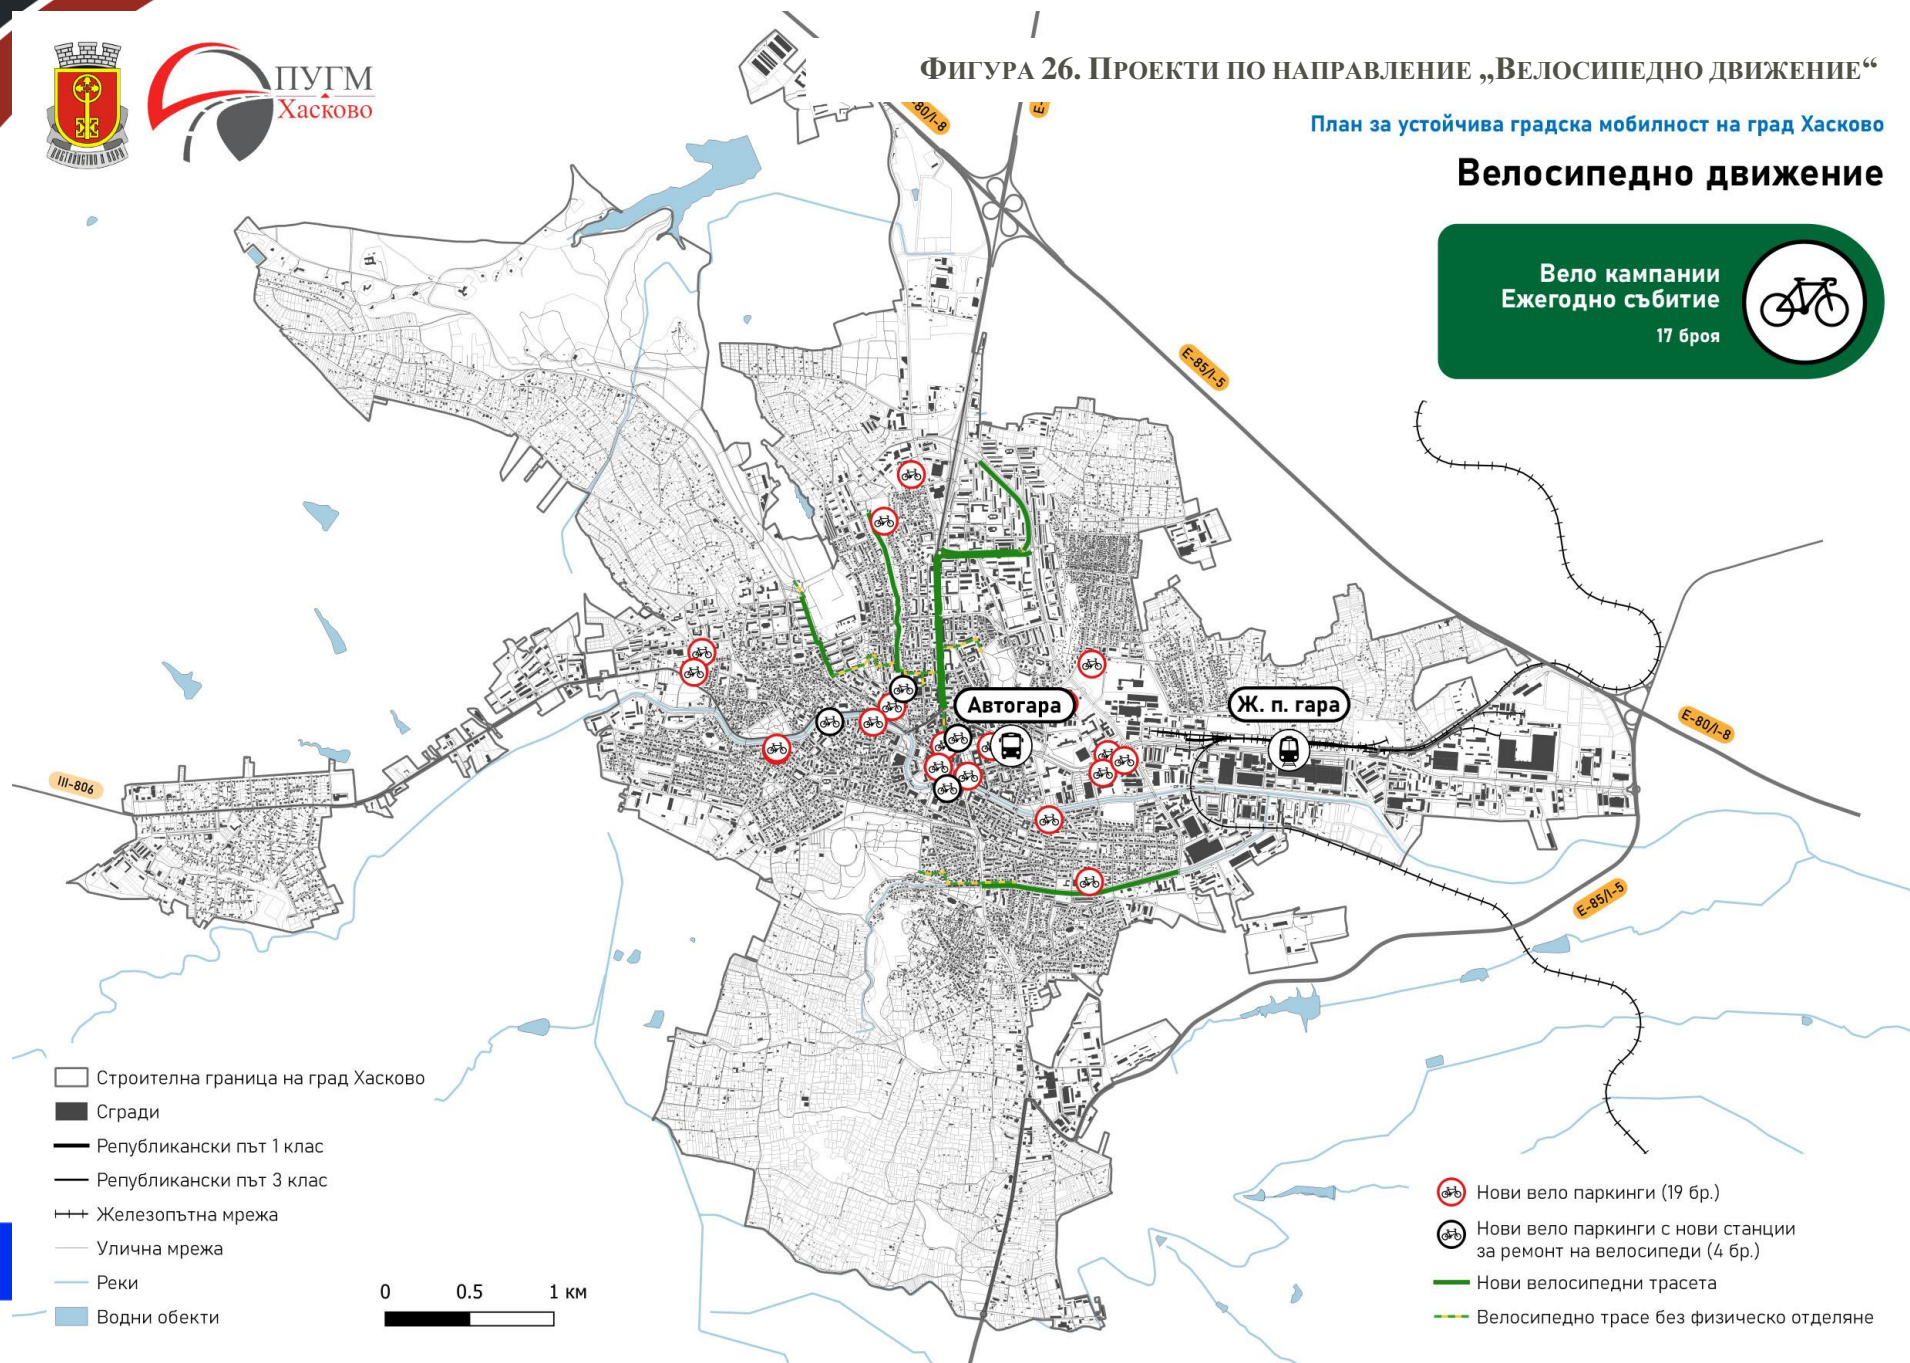 ПУГМ
Хасково
ФИГУРА 26. ПРОЕКТИ ПО НАПРАВЛЕНИЕ „ВЕЛОСИПЕДНО ДВИЖЕНИЕ“
План за устойчива градска мобилност на град Хасково
Велосипедно движение
Вело кампании
Ежегодно събитие
17 броя
80/I-8
E-
E-85/I-5
Автогара
Ж. п. гара
E-80/I-8
III-806
E-85/I-5
Строителна граница на град Хасково
Сгради
Републикански път 1 клас
Републикански път 3 клас
Железопътна мрежа
Улична мрежа
Реки
Водни обекти
0 0.5 1 км
Нови вело паркинги (19 бр.)
Нови вело паркинги с нови станции
за ремонт на велосипеди (4 бр.)
Нови велосипедни трасета
Велосипедно трасе без физическо отделяне